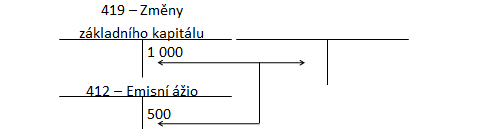 419 – Změny
základního kapitálu
1 000
412 – Emisní ážio
500